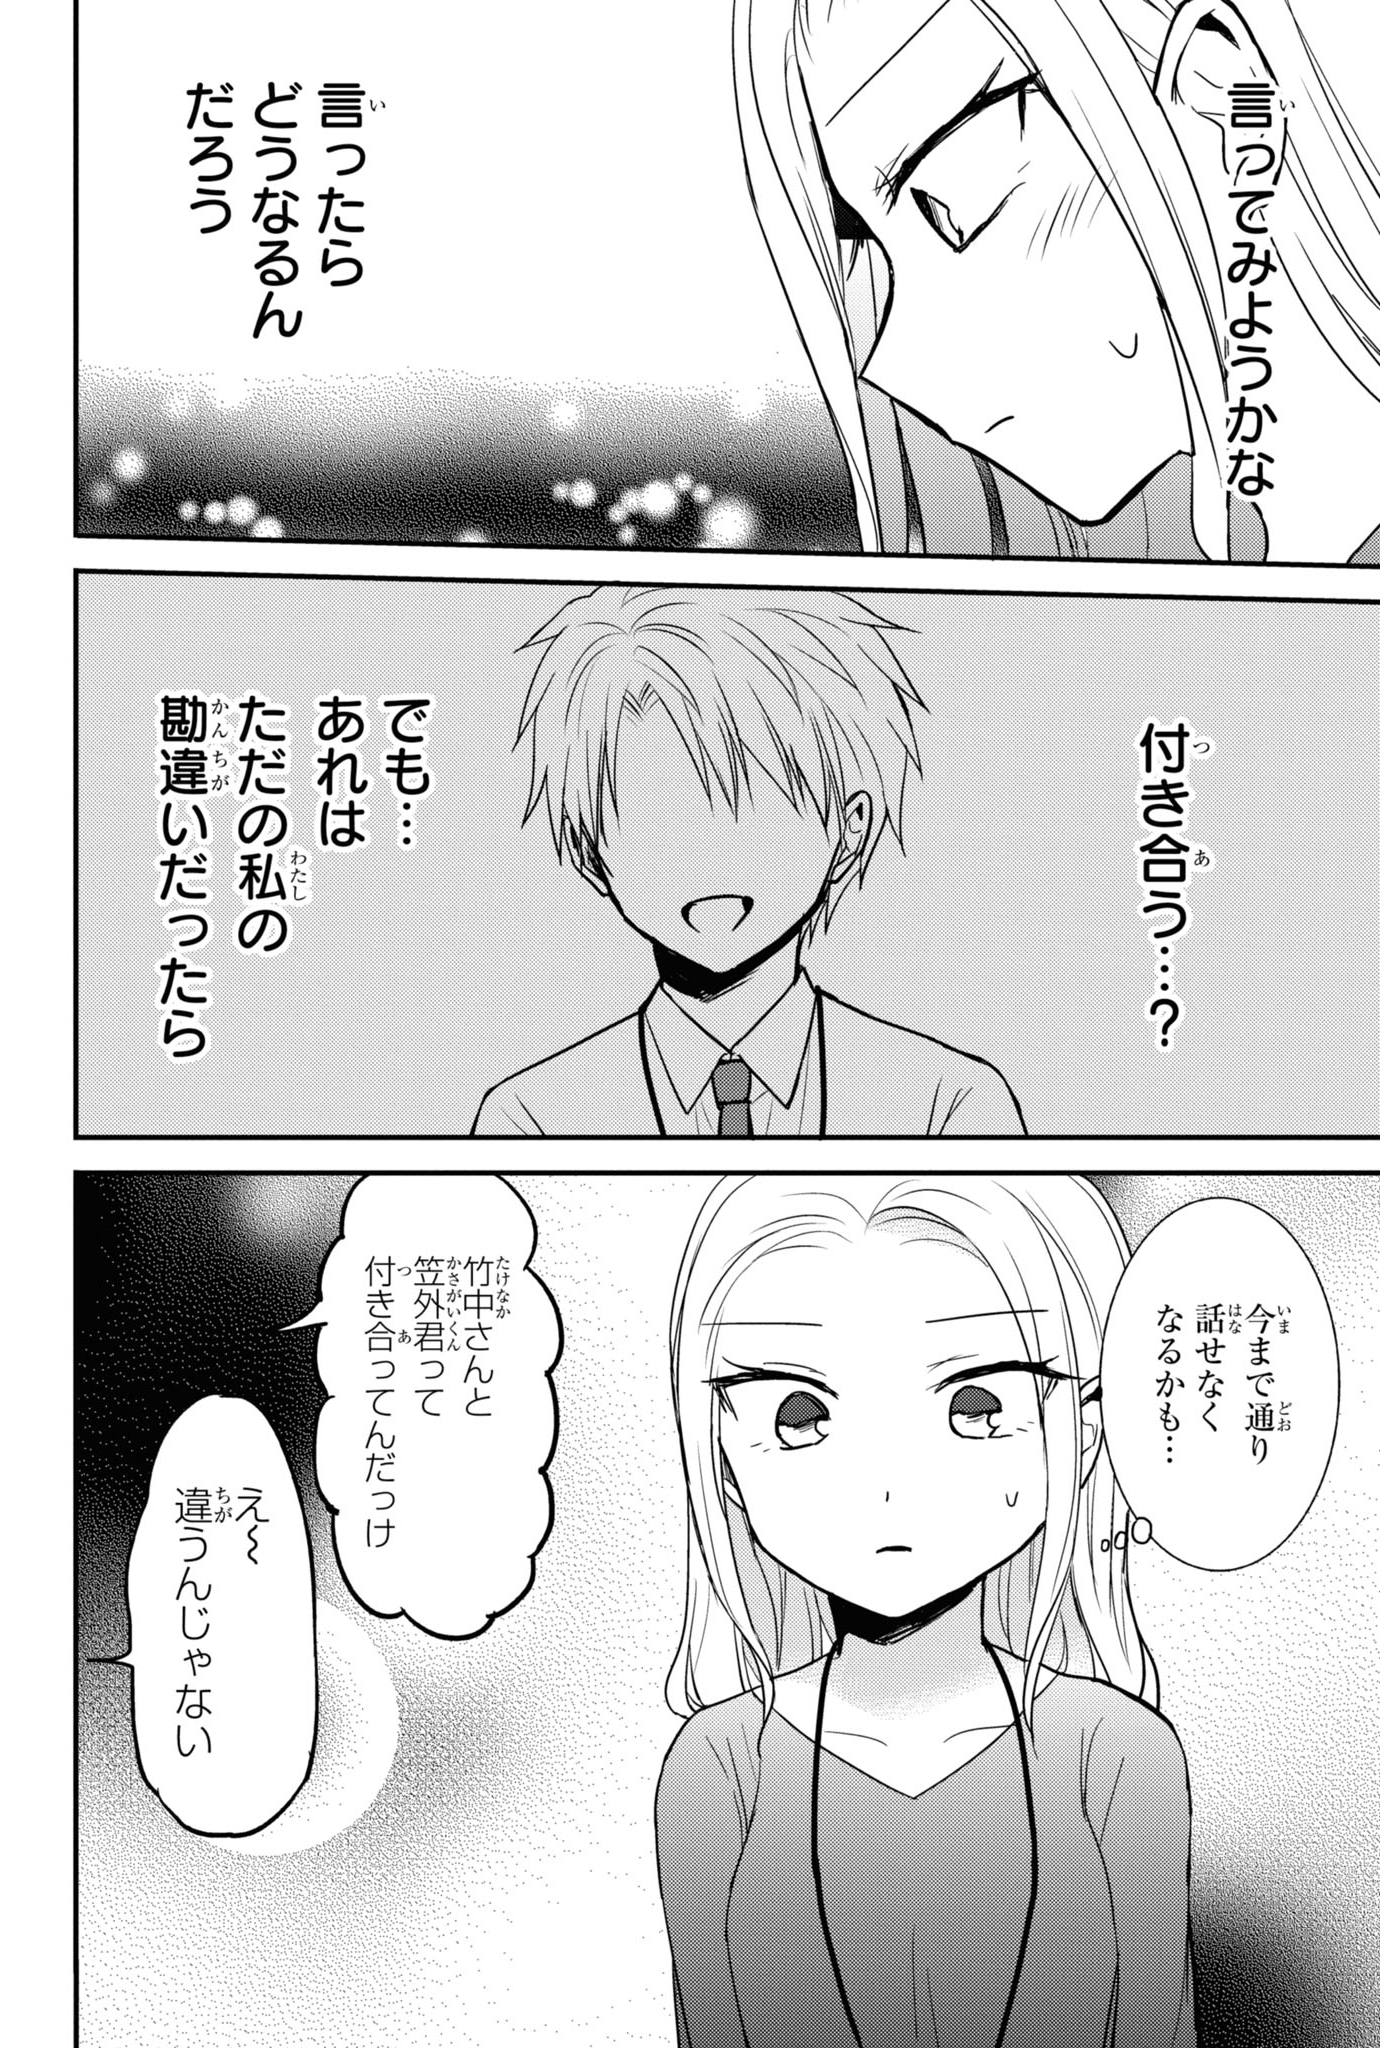 言ってみようかな
言ったら
どうなるん
だろう
付き合う…?
でも…
あれは
ただの私の
勘違いだったら
今まで通り
話せなく
なるかも…
竹中さんと
笠外君って
付き合ってんだっけ
え〜
違うんじゃない